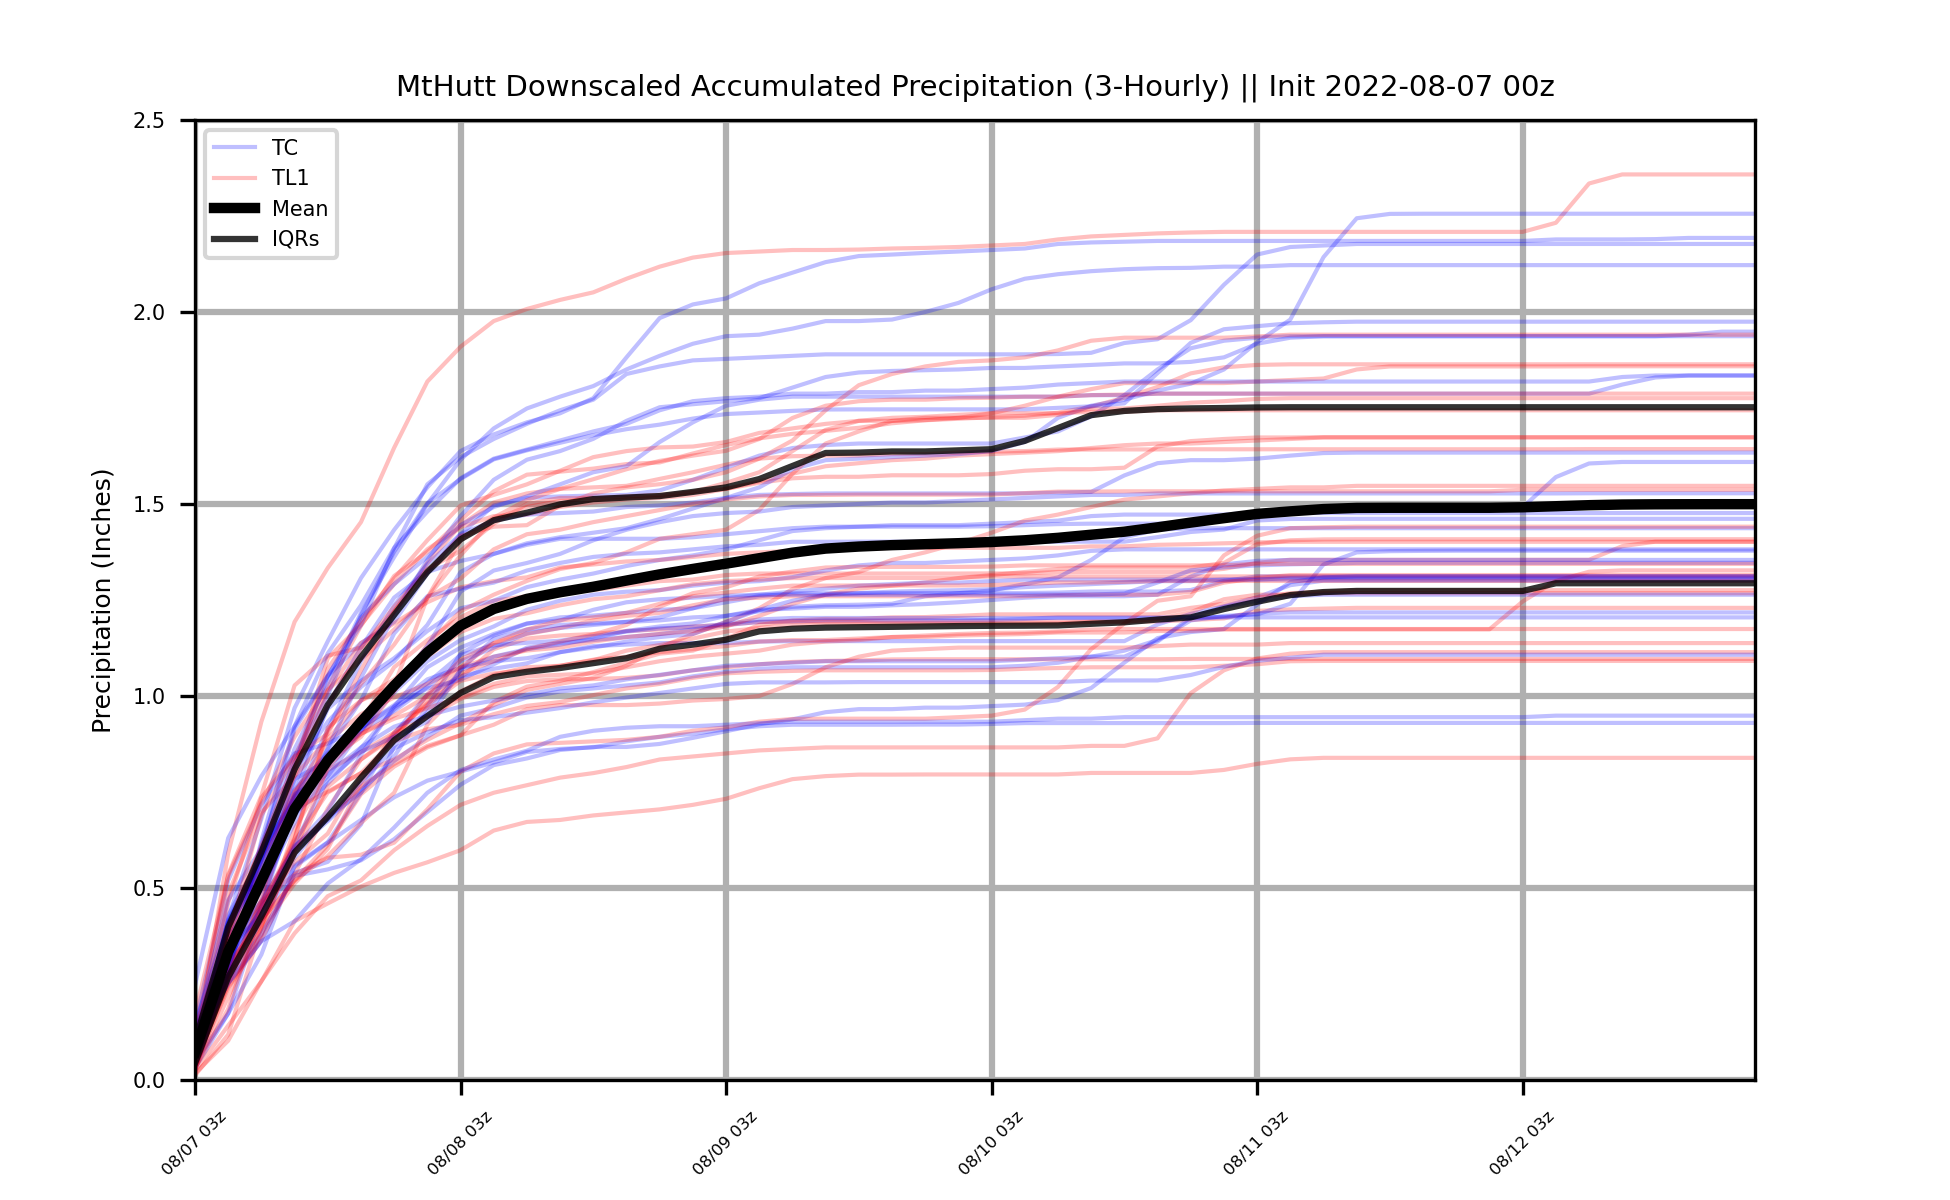 MtHutt Downscaled Accumulated Precipitation (3-Hourly) || Init 2022-08-07 00z
Precipitation (Inches)
2.5
2.0
1.5
1.0
0.5
0.0
TC
TL1
Mean
IQRs
08/07 03z
08/08 03z
08/09 03z
08/10 03z
08/11 03z
08/12 03z